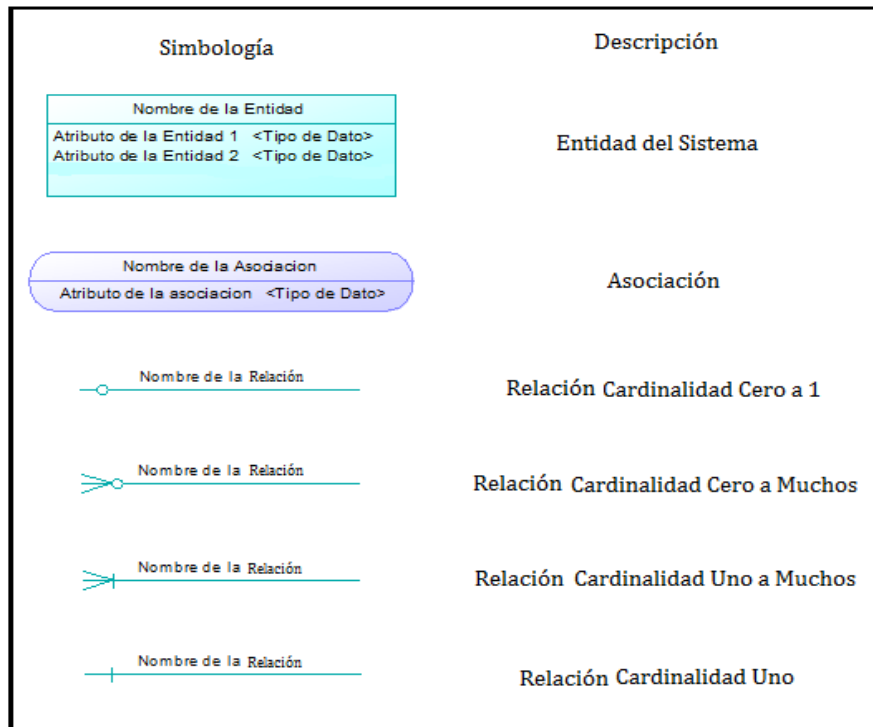 Simbología
Descripción
Nombre de la Entidad
Atributo de la Entidad 1 <Tipo de Dato>
Atributo de la Entidad 2 <Tipo de Dato>
Entidad del Sistema
Nombre de la Asociacion
Atributo de la asociacion <Tipo de Dato>
Asociación
Nombre de la Relación
Relación Cardinalidad Cero a 1
Nombre de la Relación
Relación Cardinalidad Cero a Muchos
Nombre de la Relación
Relación Cardinalidad Uno a Muchos
Nombre de la Relación
Relación Cardinalidad Uno